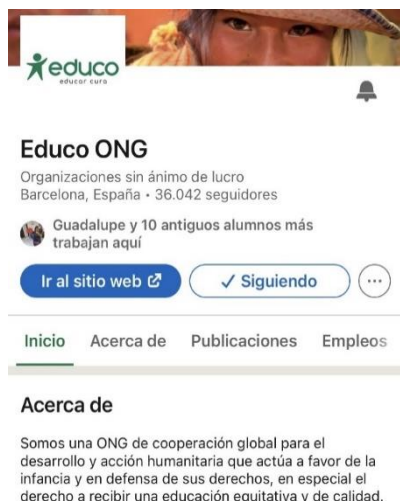 educo
educar cura
Educo ONG
Organizaciones sin ánimo de lucro
Barcelona, España • 36.042 seguidores
Guadalupe y 10 antiguos alumnos más
trabajan aquí
Ir al sitio web
✓ Siguiendo
Inicio Acerca de Publicaciones Empleos
Acerca de
Somos una ONG de cooperación global para el
desarrollo y acción humanitaria que actúa a favor de la
infancia y en defensa de sus derechos, en especial el
derecho a recibir una educación equitativa y de calidad.